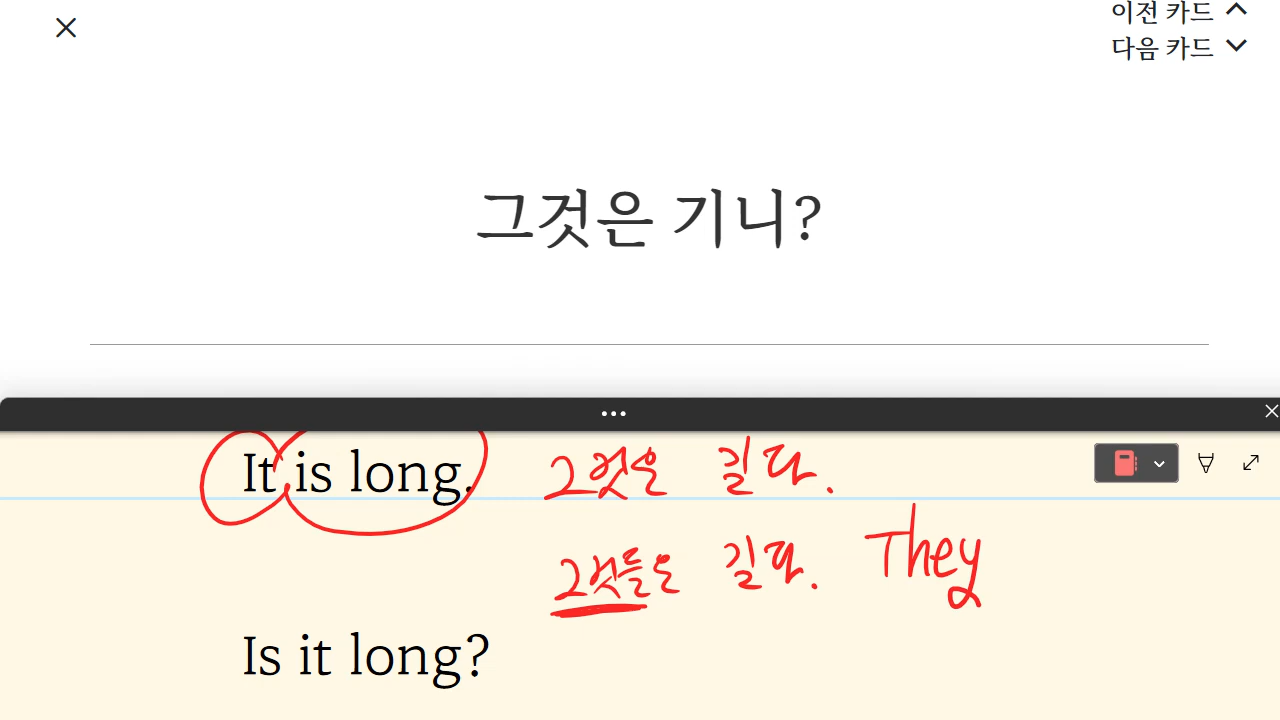 이전 카드
다음 카드
그것은 기니?
It is long. 그것은 길다.
그것들은 길다. They
Is it long?